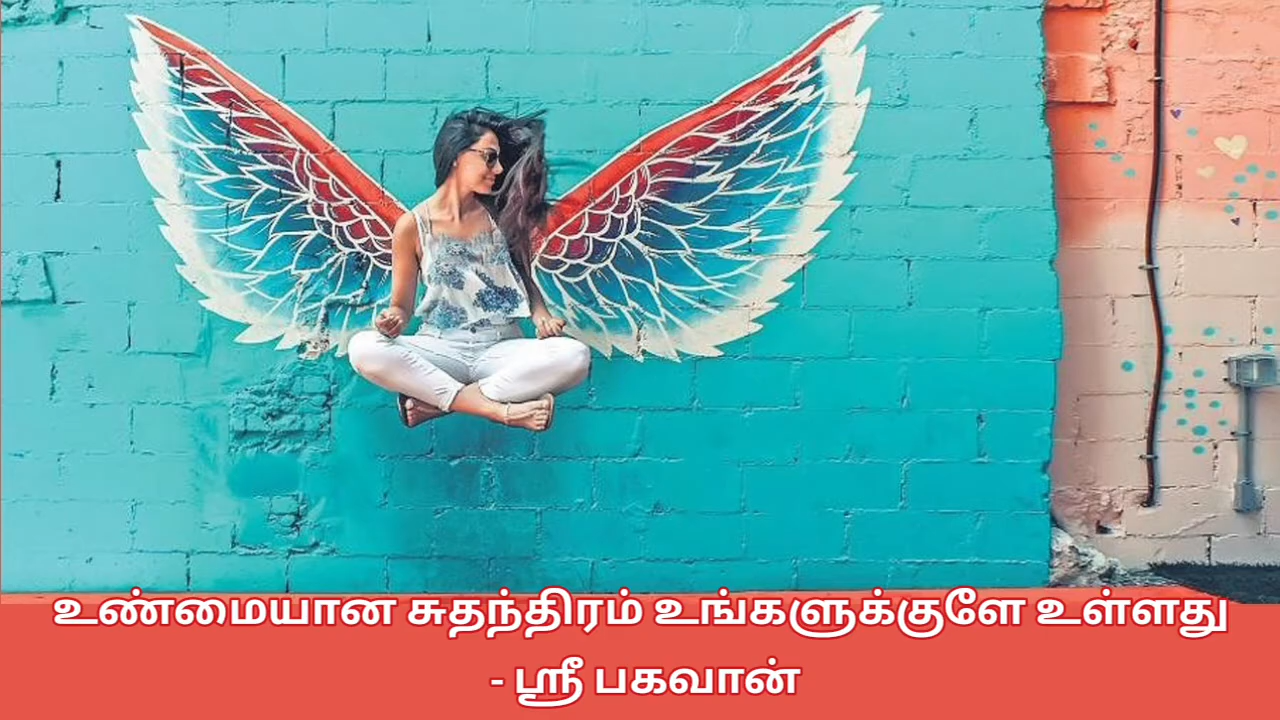 உண்மையான சுதந்திரம் உங்களுக்குளே உள்ளது
- ஸ்ரீ பகவான்